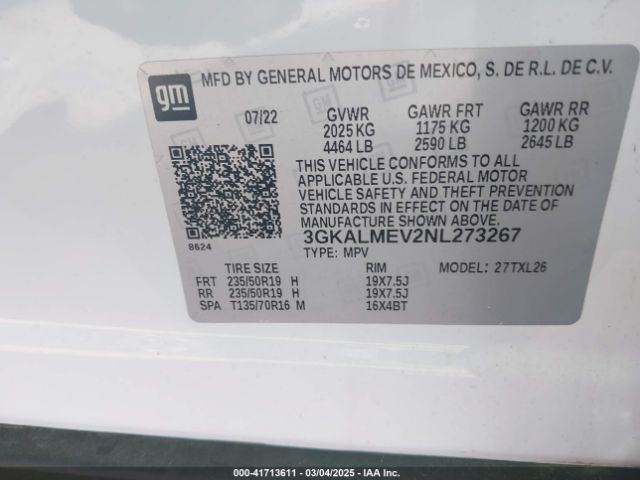 gm
MFD BY GENERAL MOTORS DE MEXICO, S. DE R.L. DE C.V.
07/22 GVWR GAWR FRT GAWR RR
2025 KG 1175 KG 1200 KG
4464 LB 2590 LB 2645 LB
THIS VEHICLE CONFORMS TO ALL
APPLICABLE U.S. FEDERAL MOTOR
VEHICLE SAFETY AND THEFT PREVENTION
STANDARDS IN EFFECT ON THE DATE OF
MANUFACTURE SHOWN ABOVE.
3GKALMEV2NL273267
8624
TYPE: MPV
TIRE SIZE RIM MODEL: 27TXL26
FRT 235/50R19 H 19X7.5J
RR 235/50R19 H 19X7.5J
SPA T135/70R16 M 16X4BT
000-41713611 - 03/04/2025 - IAA Inc.